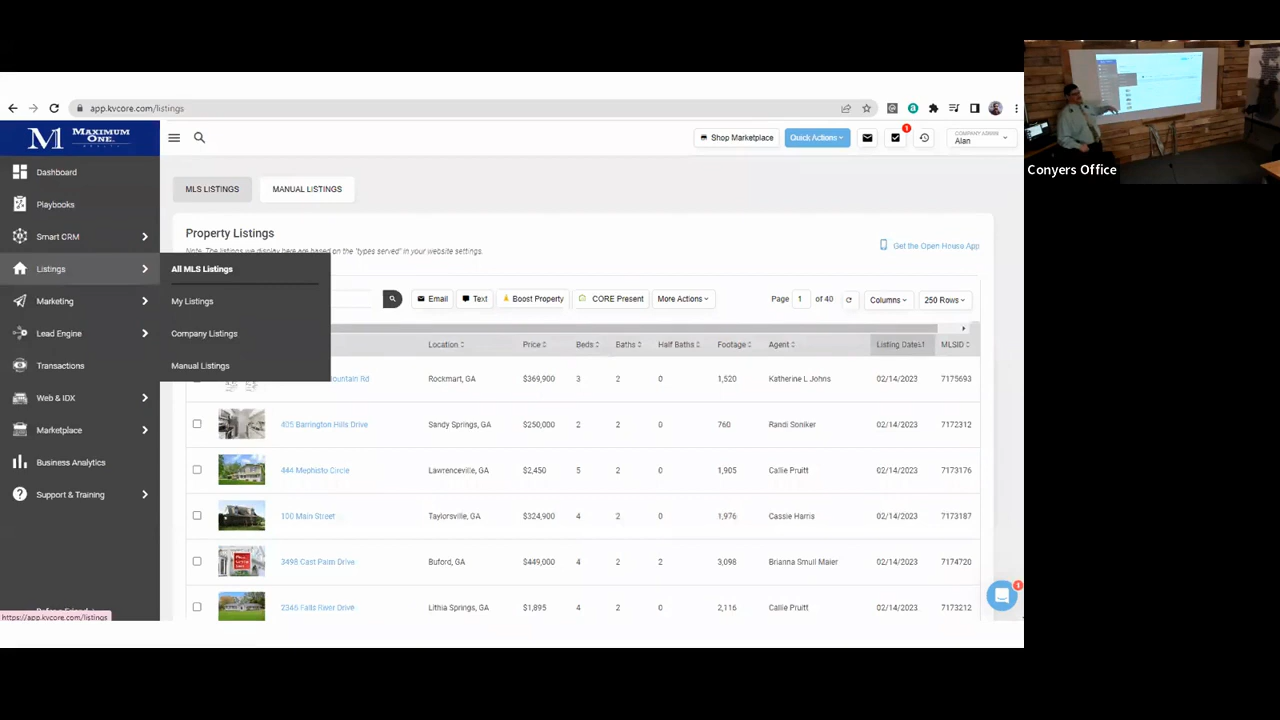 app.kvcore.com/listings
M MAXIMUM ONE REALTY
Shop Marketplace
Quick Actions
1
COMPANY ADMIN
Alan
Conyers Office
Dashboard
Playbooks
Smart CRM
Listings
Marketing
Lead Engine
Transactions
Web & IDX
Marketplace
Business Analytics
Support & Training
https://app.kvcore.com/listings
All MLS Listings
My Listings
Company Listings
Manual Listings
MLS LISTINGS MANUAL LISTINGS
Property Listings
Note: The listings we display here are based on the "types served" in your website settings.
Get the Open House App
Email Text Boost Property CORE Present More Actions Page 1 of 40 Columns 250 Rows
Location Price Beds Baths Half Baths Footage Agent Listing Date MLSID
ountain Rd Rockmart, GA $369,900 3 2 0 1,520 Katherine L Johns 02/14/2023 7175693
405 Barrington Hills Drive Sandy Springs, GA $250,000 2 2 0 760 Randi Soniker 02/14/2023 7172312
444 Mephisto Circle Lawrenceville, GA $2,450 5 2 0 1,905 Callie Pruitt 02/14/2023 7173176
100 Main Street Taylorsville, GA $324,900 4 2 0 1,976 Cassie Harris 02/14/2023 7173187
3498 Cast Palm Drive Buford, GA $449,000 4 2 2 3,098 Brianna Smull Maier 02/14/2023 7174720
2346 Falls River Drive Lithia Springs, GA $1,895 4 2 0 2,116 Callie Pruitt 02/14/2023 7173212
1